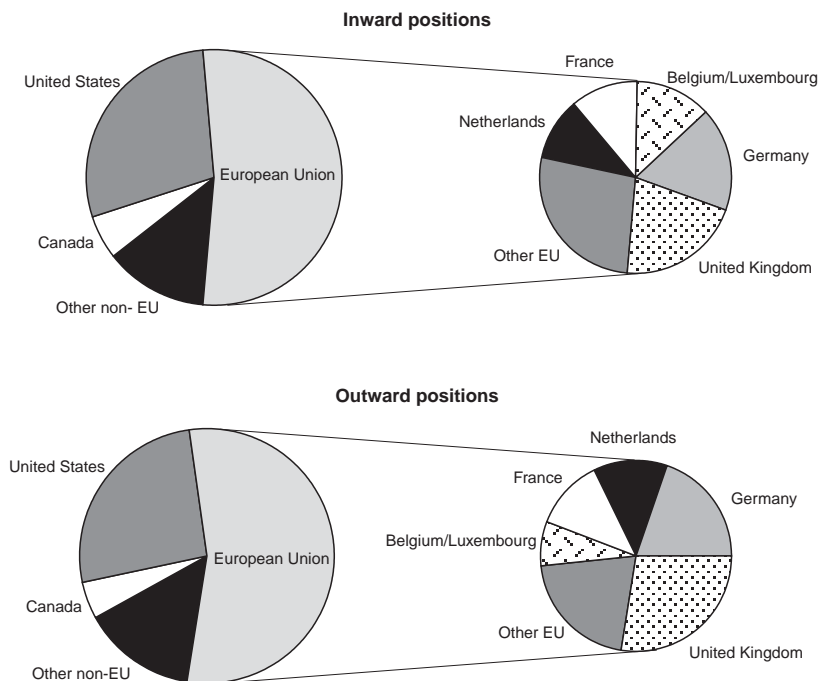 Inward positions
France
Belgium/Luxembourg
United States
Netherlands
Germany
European Union
Canada
Other EU
United Kingdom
Other non- EU
Outward positions
Netherlands
United States
France
Germany
Belgium/Luxembourg
European Union
Canada
Other EU
United Kingdom
Other non-EU